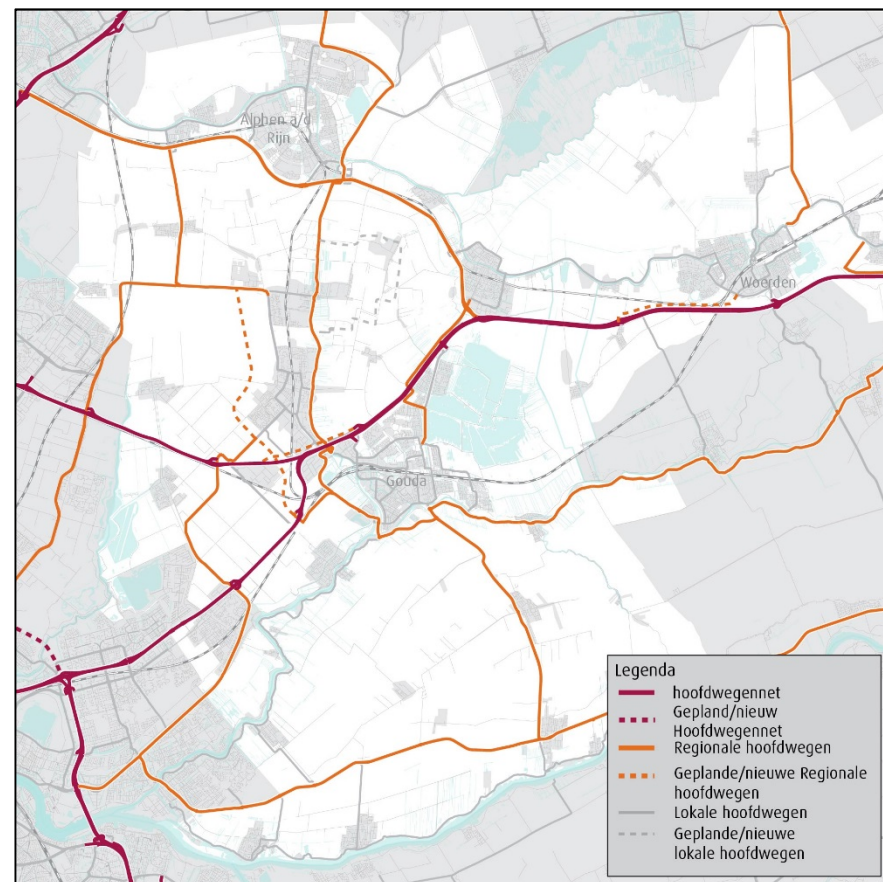 Alphen a/d
Rijn
Woerden
Gouda
Legenda
hoofdwegennet
Gepland/nieuw
Hoofdwegennet
Regionale hoofdwegen
Geplande/nieuwe Regionale
hoofdwegen
Lokale hoofdwegen
Geplande/nieuwe
lokale hoofdwegen